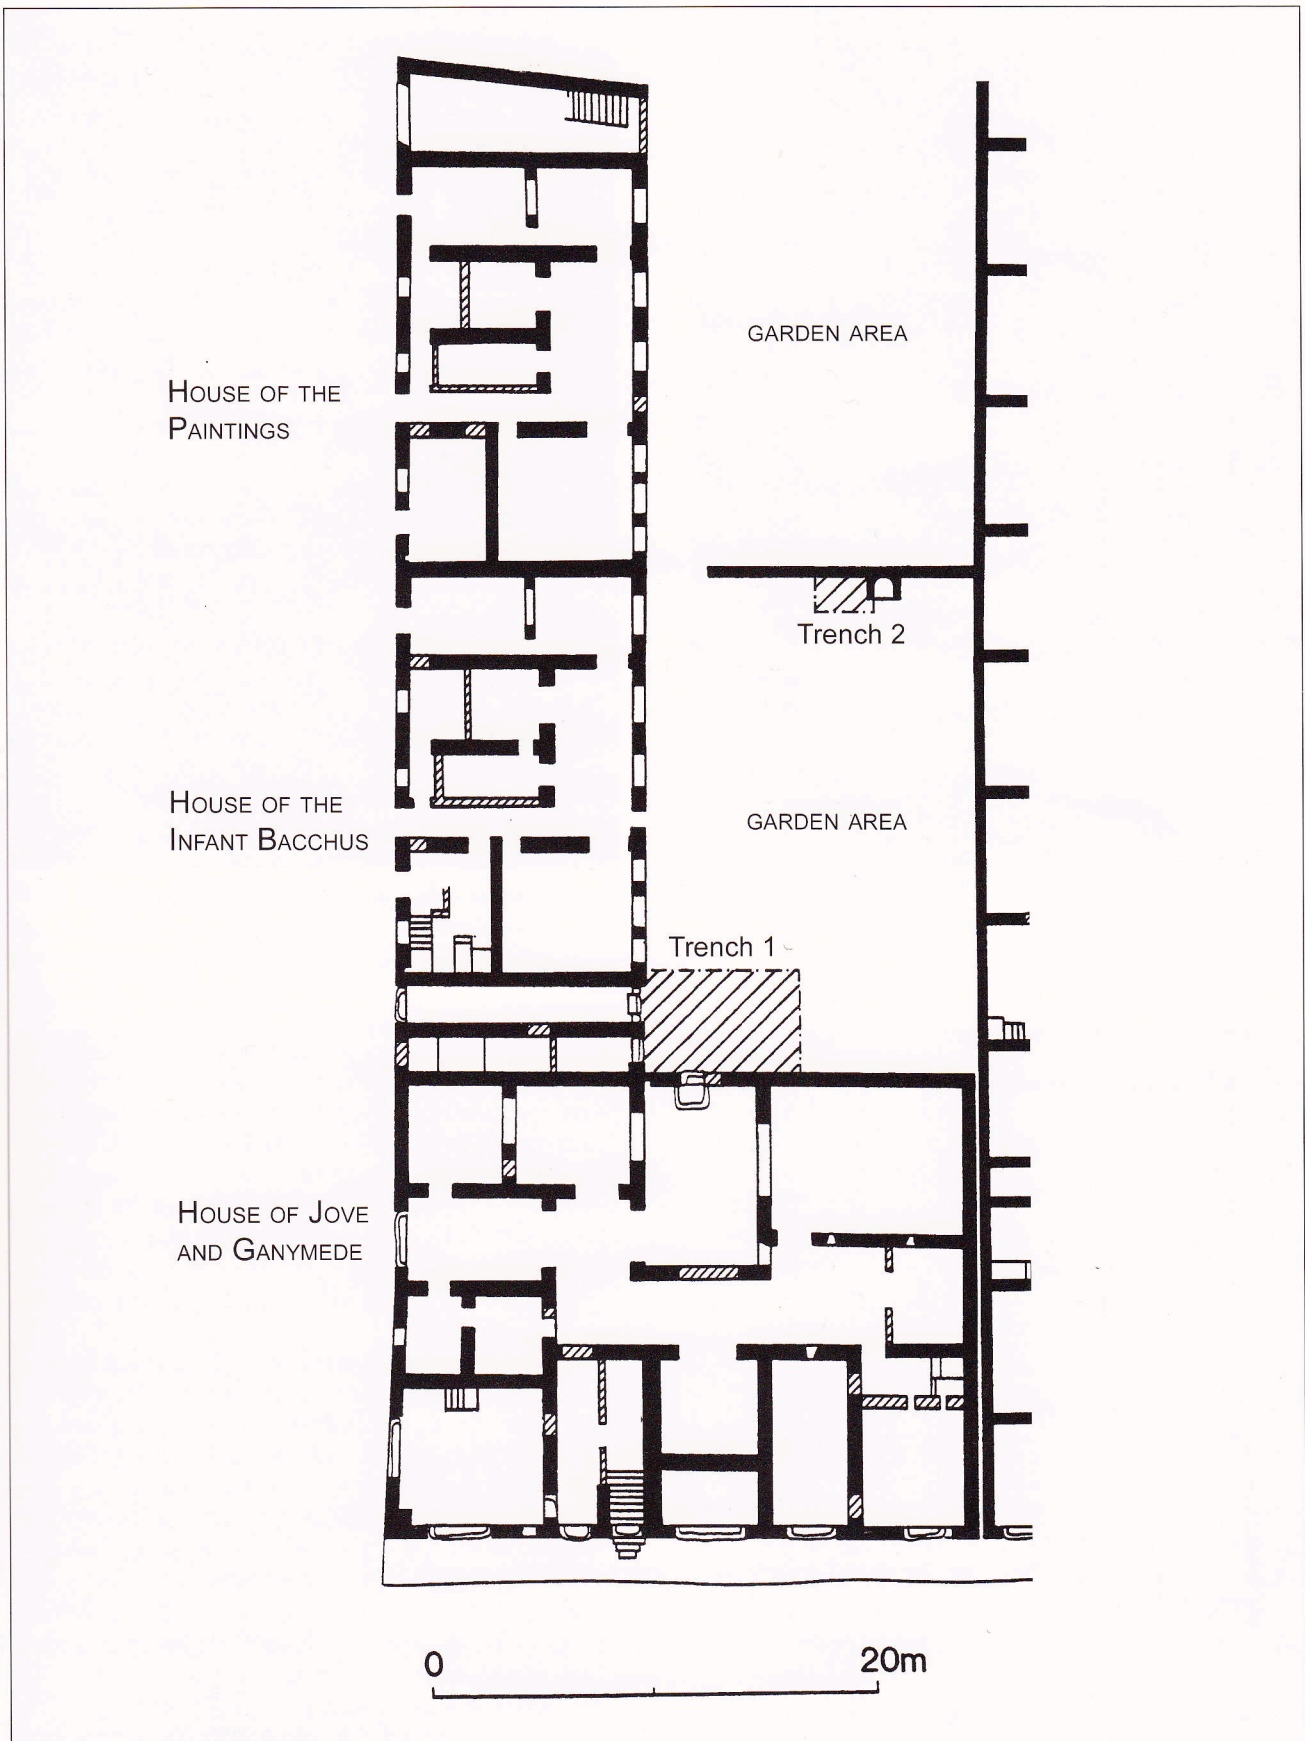 GARDEN AREA
HOUSE OF THE
PAINTINGS
Trench 2
HOUSE OF THE
INFANT BACCHUS
GARDEN AREA
Trench 1
HOUSE OF JOVE
AND GANYMEDE
0 20m